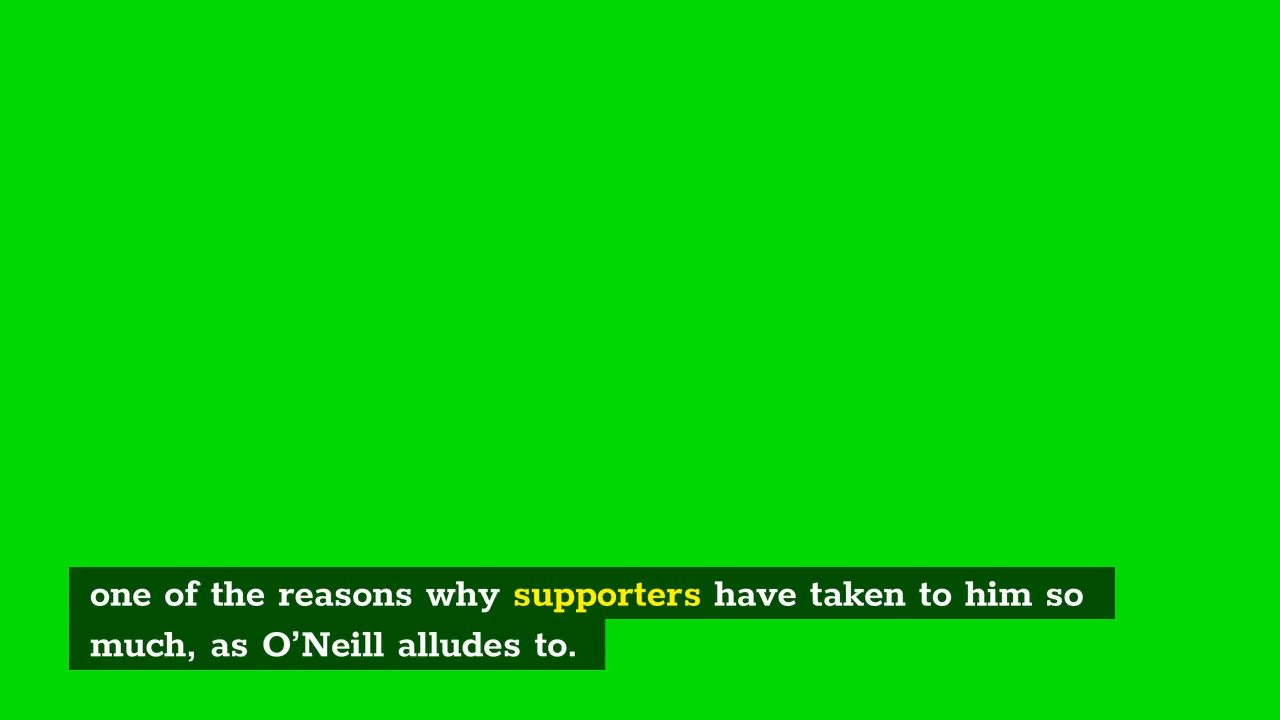 one of the reasons why supporters have taken to him so
much, as O’Neill alludes to.